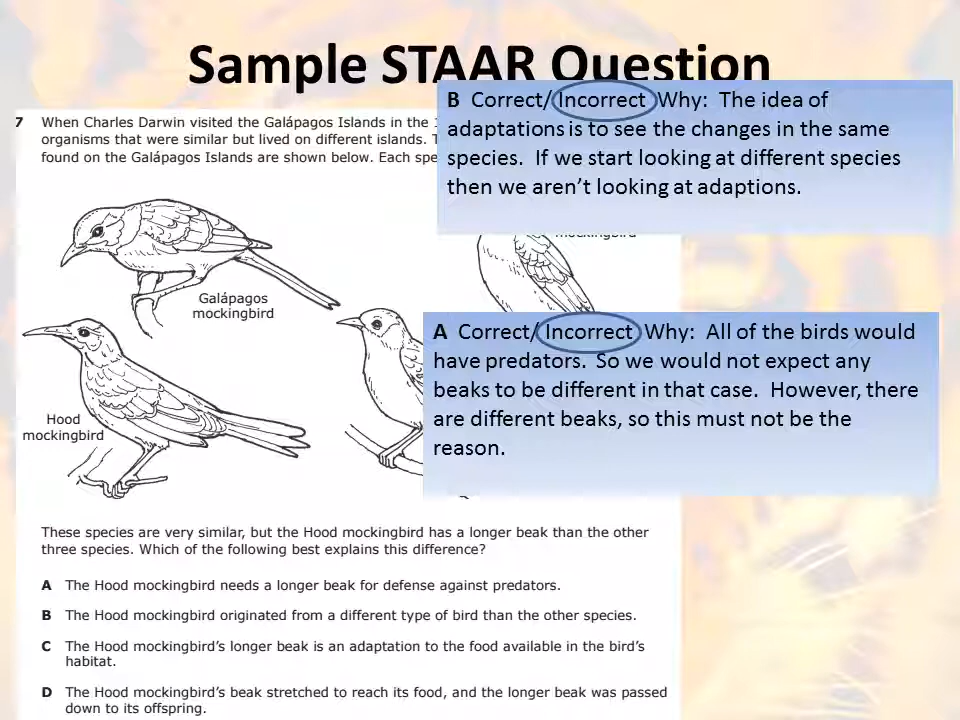 Sample STAAR Question
B Correct/ Incorrect Why: The idea of
adaptations is to see the changes in the same
species. If we start looking at different species
then we aren't looking at adaptions.
7 When Charles Darwin visited the Galápagos Islands in the
organisms that were similar but lived on different islands.
found on the Galápagos Islands are shown below. Each
mockingbird
Galápagos
mockingbird
A Correct/ Incorrect Why: All of the birds would
have predators. So we would not expect any
beaks to be different in that case. However, there
are different beaks, so this must not be the
reason.
Hood
mockingbird
These species are very similar, but the Hood mockingbird has a longer beak than the other
three species. Which of the following best explains this difference?
A The Hood mockingbird needs a longer beak for defense against predators.
B The Hood mockingbird originated from a different type of bird than the other species.
C The Hood mockingbird's longer beak is an adaptation to the food available in the bird's
habitat.
D The Hood mockingbird's beak stretched to reach its food, and the longer beak was passed
down to its offspring.